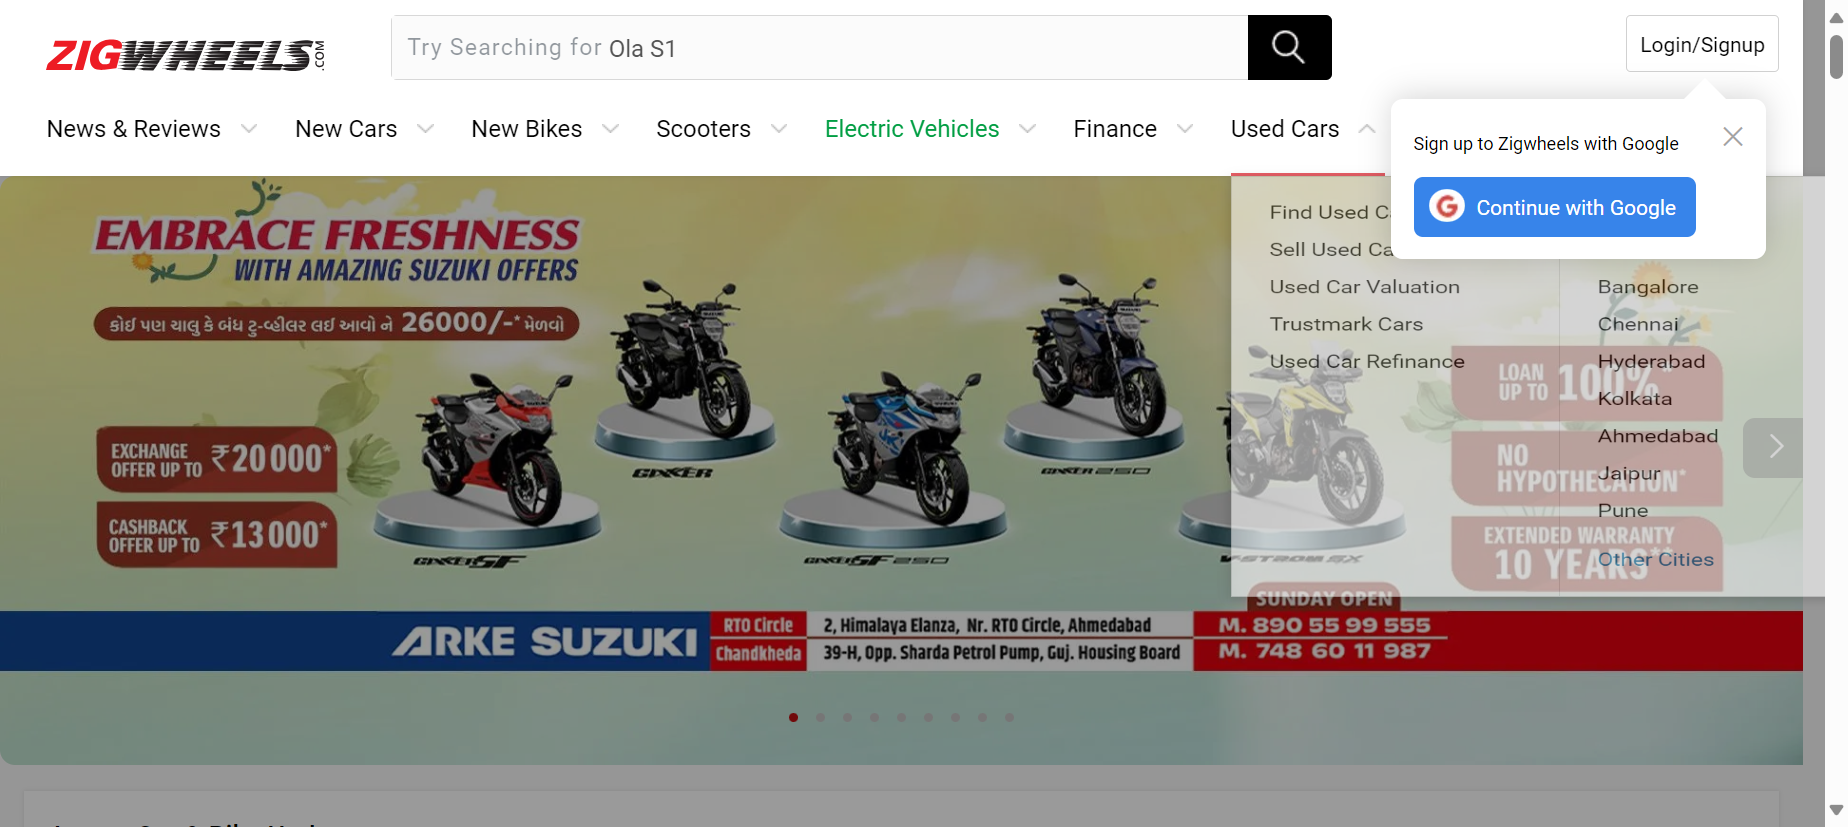 ZIGWHEELS.COM
Try Searching for Ola S1
Login/Signup
News & Reviews
New Cars
New Bikes
Scooters
Electric Vehicles
Finance
Used Cars
Sign up to Zigwheels with Google
Continue with Google
Find Used C
Sell Used Ca
Used Car Valuation
Trustmark Cars
Used Car Refinance
Bangalore
Chennai
Hyderabad
Kolkata
Ahmedabad
Jaipur
Pune
Other Cities
EMBRACE FRESHNESS
WITH AMAZING SUZUKI OFFERS
કોઈ પણ ચાલુ કે બંધ ટુ-વ્હીલર લઈ આવો ને 26000/-* મેળવો
EXCHANGE
OFFER UP TO ₹20000*
CASHBACK
OFFER UP TO ₹13000*
GIXXER
GIXXER 250
GIXXER SF
GIXXER SF 250
V-STROM SX
LOAN
UP TO 100%*
NO
HYPOTHECATION*
EXTENDED WARRANTY
10 YEARS**
SUNDAY OPEN
ARKE SUZUKI
RTO Circle
2, Himalaya Elanza, Nr. RTO Circle, Ahmedabad
Chandkheda
39-H, Opp. Sharda Petrol Pump, Guj. Housing Board
M. 890 55 99 555
M. 748 60 11 987